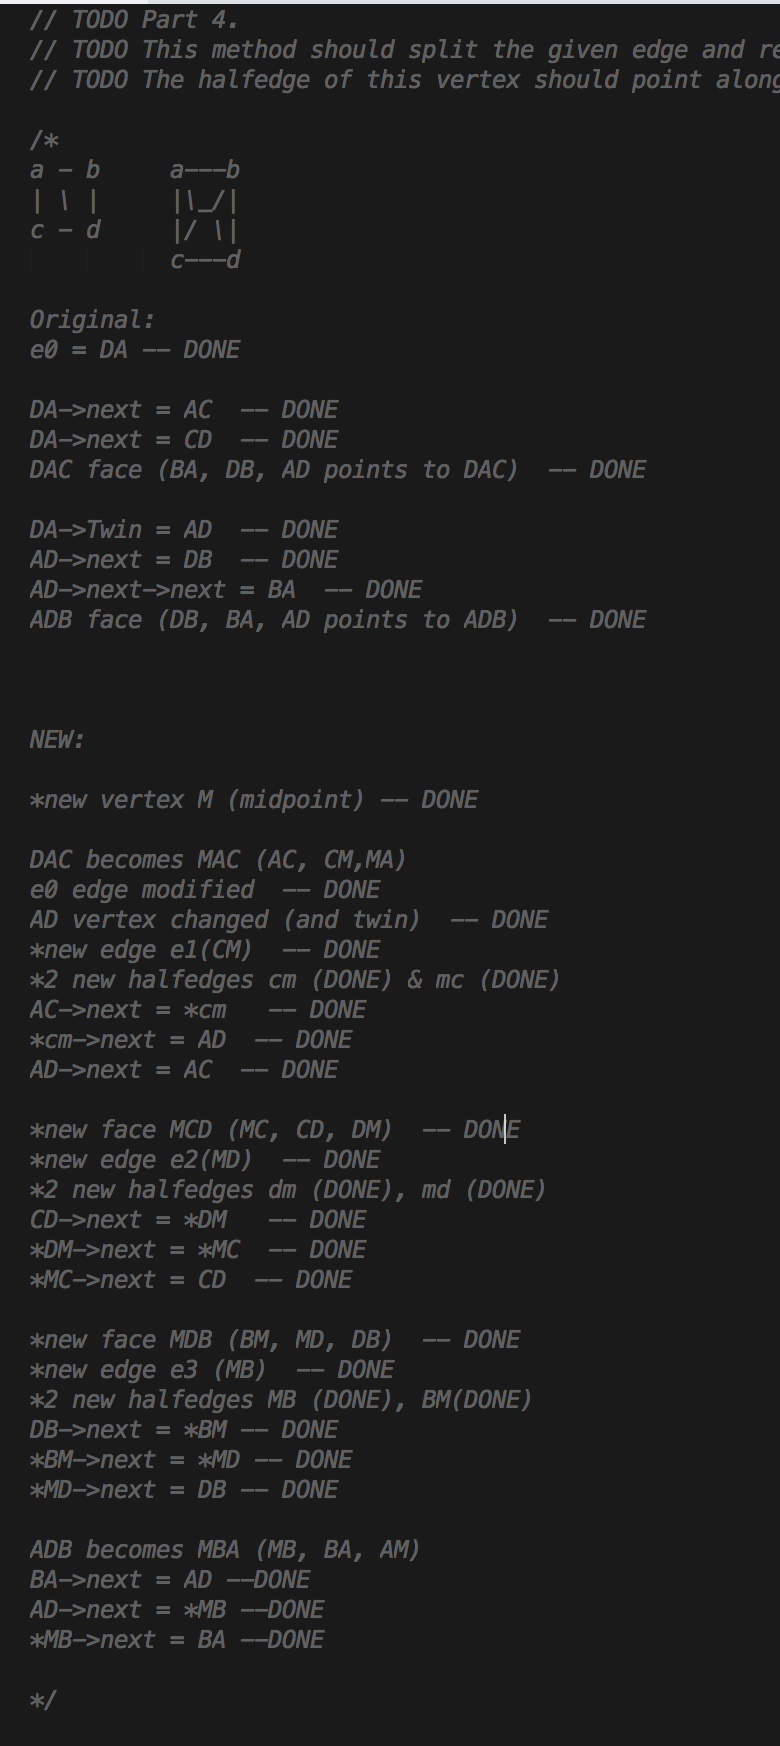 // TODO Part 4.
// TODO This method should split the given edge and re
// TODO The halfedge of this vertex should point along
/*
a - b     a---b
| \ |     |\_/|
c - d     |/ \|
          c---d
Original:
e0 = DA -- DONE
DA->next = AC  -- DONE
DA->next = CD  -- DONE
DAC face (BA, DB, AD points to DAC)  -- DONE
DA->Twin = AD  -- DONE
AD->next = DB  -- DONE
AD->next->next = BA  -- DONE
ADB face (DB, BA, AD points to ADB)  -- DONE
NEW:
*new vertex M (midpoint) -- DONE
DAC becomes MAC (AC, CM,MA)
e0 edge modified  -- DONE
AD vertex changed (and twin)  -- DONE
*new edge e1(CM)  -- DONE
*2 new halfedges cm (DONE) & mc (DONE)
AC->next = *cm   -- DONE
*cm->next = AD  -- DONE
AD->next = AC  -- DONE
*new face MCD (MC, CD, DM)  -- DONE
*new edge e2(MD)  -- DONE
*2 new halfedges dm (DONE), md (DONE)
CD->next = *DM   -- DONE
*DM->next = *MC  -- DONE
*MC->next = CD  -- DONE
*new face MDB (BM, MD, DB)  -- DONE
*new edge e3 (MB)  -- DONE
*2 new halfedges MB (DONE), BM(DONE)
DB->next = *BM -- DONE
*BM->next = *MD -- DONE
*MD->next = DB -- DONE
ADB becomes MBA (MB, BA, AM)
BA->next = AD --DONE
AD->next = *MB --DONE
*MB->next = BA --DONE
*/